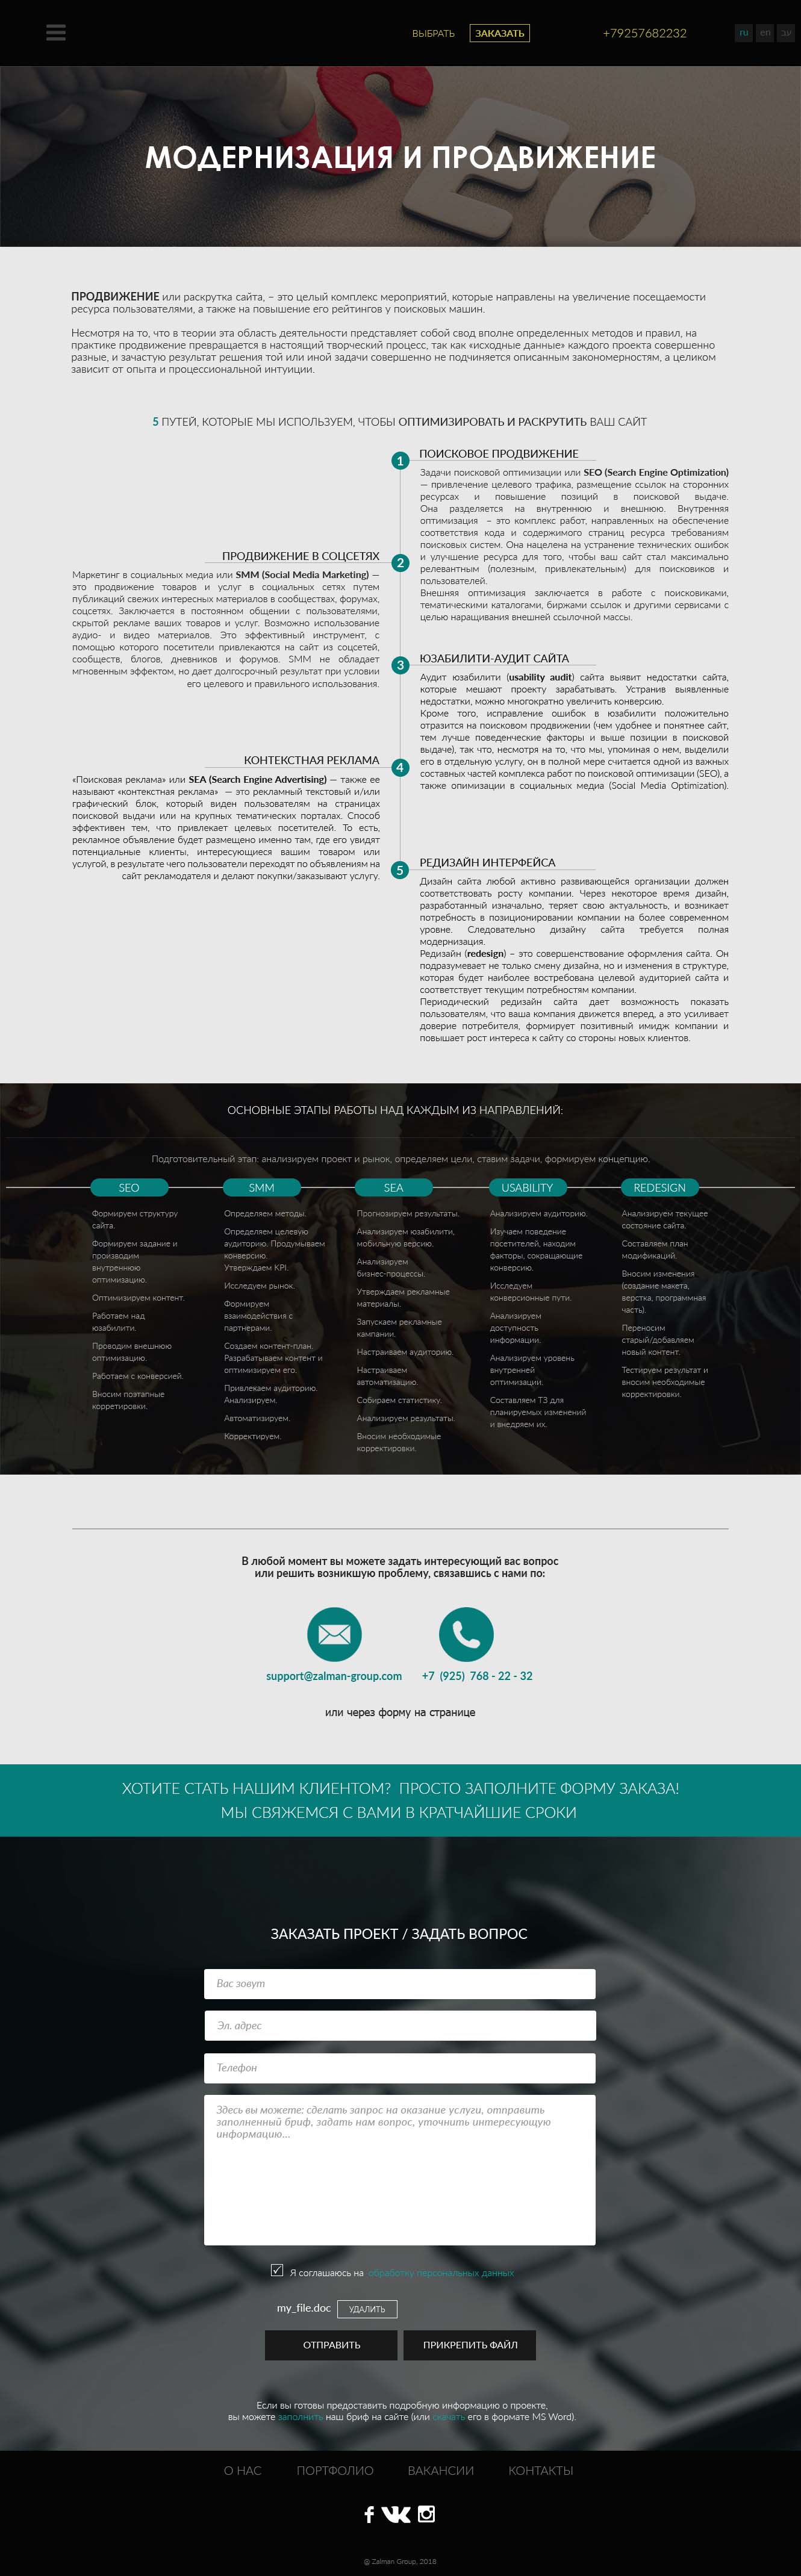 ВЫБРАТЬ
ЗАКАЗАТЬ
+79257682232
ru
en
עב
МОДЕРНИЗАЦИЯ И ПРОДВИЖЕНИЕ
ПРОДВИЖЕНИЕ или раскрутка сайта, – это целый комплекс мероприятий, которые направлены на увеличение посещаемости
ресурса пользователями, а также на повышение его рейтингов у поисковых машин.
Несмотря на то, что в теории эта область деятельности представляет собой свод вполне определенных методов и правил, на
практике продвижение превращается в настоящий творческий процесс, так как «исходные данные» каждого проекта совершенно
разные, и зачастую результат решения той или иной задачи совершенно не подчиняется описанным закономерностям, а целиком
зависит от опыта и профессиональной интуиции.
5 ПУТЕЙ, КОТОРЫЕ МЫ ИСПОЛЬЗУЕМ, ЧТОБЫ ОПТИМИЗИРОВАТЬ И РАСКРУТИТЬ ВАШ САЙТ
1
ПОИСКОВОЕ ПРОДВИЖЕНИЕ
Задачи поисковой оптимизации или SEO (Search Engine Optimization)
— привлечение целевого трафика, размещение ссылок на сторонних
ресурсах и повышение позиций в поисковой выдаче.
Она разделяется на внутреннюю и внешнюю. Внутренняя
оптимизация – это комплекс работ, направленных на обеспечение
соответствия кода и содержимого страниц ресурса требованиям
поисковых систем. Она нацелена на устранение технических ошибок
и улучшение ресурса для того, чтобы ваш сайт стал максимально
релевантным (полезным, привлекательным) для поисковиков и
пользователей.
Внешняя оптимизация заключается в работе с поисковиками,
тематическими каталогами, биржами ссылок и другими сервисами с
целью наращивания внешней ссылочной массы.
2
ПРОДВИЖЕНИЕ В СОЦСЕТЯХ
Маркетинг в социальных медиа или SMM (Social Media Marketing) —
это продвижение товаров и услуг в социальных сетях путем
публикаций свежих интересных материалов в сообществах, форумах,
соцсетях. Заключается в постоянном общении с пользователями,
скрытой рекламе ваших товаров и услуг. Возможно использование
аудио- и видео материалов. Это эффективный инструмент, с
помощью которого посетители привлекаются на сайт из соцсетей,
сообществ, блогов, дневников и форумов. SMM не обладает
мгновенным эффектом, но дает долгосрочный результат при условии
его целевого и правильного использования.
3
ЮЗАБИЛИТИ-АУДИТ САЙТА
Аудит юзабилити (usability audit) сайта выявит недостатки сайта,
которые мешают проекту зарабатывать. Устранив выявленные
недостатки, можно многократно увеличить конверсию.
Кроме того, исправление ошибок в юзабилити положительно
отразится на поисковом продвижении (чем удобнее и понятнее сайт,
тем лучше поведенческие факторы и выше позиции в поисковой
выдаче), так что, несмотря на то, что мы, упоминая о нем, выделили
его в отдельную услугу, он в полной мере считается одной из важных
составных частей комплекса работ по поисковой оптимизации (SEO), а
также опимизации в социальных медиа (Social Media Optimization).
4
КОНТЕКСТНАЯ РЕКЛАМА
«Поисковая реклама» или SEA (Search Engine Advertising) — также ее
называют «контекстная реклама» — это рекламный текстовый и/или
графический блок, который виден пользователям на страницах
поисковой выдачи или на крупных тематических порталах. Способ
эффективен тем, что привлекает целевых посетителей. То есть,
рекламное объявление будет размещено именно там, где его увидят
потенциальные клиенты, интересующиеся вашим товаром или
услугой, в результате чего пользователи переходят по объявлениям на
сайт рекламодателя и делают покупки/заказывают услугу.
5
РЕДИЗАЙН ИНТЕРФЕЙСА
Дизайн сайта любой активно развивающейся организации должен
соответствовать росту компании. Через некоторое время дизайн,
разработанный изначально, теряет свою актуальность, и возникает
потребность в позиционировании компании на более современном
уровне. Следовательно дизайну сайта требуется полная
модернизация.
Редизайн (redesign) – это совершенствование оформления сайта. Он
подразумевает не только смену дизайна, но и изменения в структуре,
которая будет наиболее востребована целевой аудиторией сайта и
соответствует текущим потребностям компании.
Периодический редизайн сайта дает возможность показать
пользователям, что ваша компания движется вперед, а это усиливает
доверие потребителя, формирует позитивный имидж компании и
повышает рост интереса к сайту со стороны новых клиентов.
ОСНОВНЫЕ ЭТАПЫ РАБОТЫ НАД КАЖДЫМ ИЗ НАПРАВЛЕНИЙ:
Подготовительный этап: анализируем проект и рынок, определяем цели, ставим задачи, формируем концепцию.
SEO
Формируем структуру
сайта.
Формируем задание и
производим
внутреннюю
оптимизацию.
Оптимизируем контент.
Работаем над
юзабилити.
Проводим внешнюю
оптимизацию.
Работаем с конверсией.
Вносим поэтапные
корретировки.
SMM
Определяем методы.
Определяем целевую
аудиторию. Продумываем
конверсию.
Утверждаем KPI.
Исследуем рынок.
Формируем
взаимодействия с
партнерами.
Создаем контент-план.
Разрабатываем контент и
оптимизируем его.
Привлекаем аудиторию.
Анализируем.
Автоматизируем.
Корректируем.
SEA
Прогнозируем результаты.
Анализируем юзабилити,
мобильную версию.
Анализируем
бизнес-процессы.
Утверждаем рекламные
материалы.
Запускаем рекламные
кампании.
Настраиваем аудиторию.
Настраиваем
автоматизацию.
Собираем статистику.
Анализируем результаты.
Вносим необходимые
корректировки.
USABILITY
Анализируем аудиторию.
Изучаем поведение
посетителей, находим
факторы, сокращающие
конверсию.
Исследуем
конверсионные пути.
Анализируем
доступность
информации.
Анализируем уровень
внутренней
оптимизаций.
Составляем ТЗ для
планируемых изменений
и внедряем их.
REDESIGN
Анализируем текущее
состояние сайта.
Составляем план
модификаций.
Вносим изменения
(создание макета,
верстка, программная
часть).
Переносим
старый/добавляем
новый контент.
Тестируем результат и
вносим необходимые
корректировки.
В любой момент вы можете задать интересующий вас вопрос
или решить возникшую проблему, связавшись с нами по:
support@zalman-group.com
+7 (925) 768 - 22 - 32
или через форму на странице
ХОТИТЕ СТАТЬ НАШИМ КЛИЕНТОМ? ПРОСТО ЗАПОЛНИТЕ ФОРМУ ЗАКАЗА!
МЫ СВЯЖЕМСЯ С ВАМИ В КРАТЧАЙШИЕ СРОКИ
ЗАКАЗАТЬ ПРОЕКТ / ЗАДАТЬ ВОПРОС
Вас зовут
Эл. адрес
Телефон
Здесь вы можете: сделать запрос на оказание услуги, отправить
заполненный бриф, задать нам вопрос, уточнить интересующую
информацию...
Я соглашаюсь на обработку персональных данных
my_file.doc
УДАЛИТЬ
ОТПРАВИТЬ
ПРИКРЕПИТЬ ФАЙЛ
Если вы готовы предоставить подробную информацию о проекте,
вы можете заполнить наш бриф на сайте (или скачать его в формате MS Word).
О НАС
ПОРТФОЛИО
ВАКАНСИИ
КОНТАКТЫ
@ Zalman Group, 2018